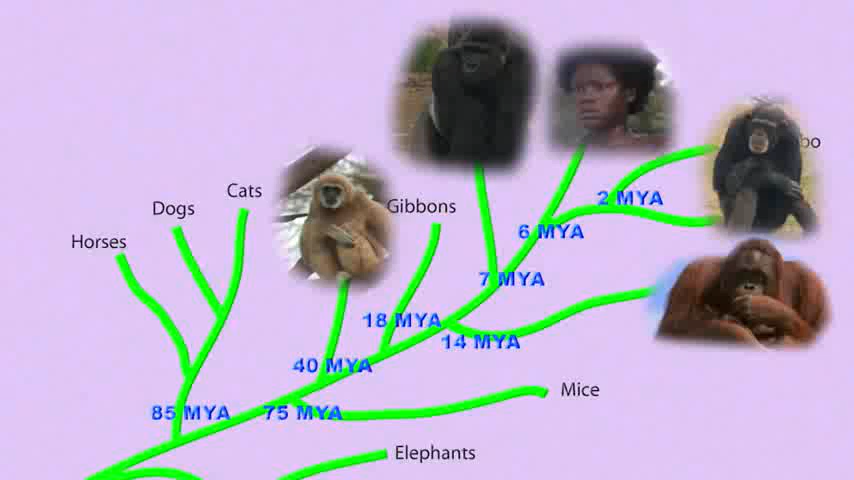 bo
Cats
Dogs
Gibbons
Horses
2 MYA
6 MYA
7 MYA
18 MYA
14 MYA
40 MYA
Mice
85 MYA
75 MYA
Elephants